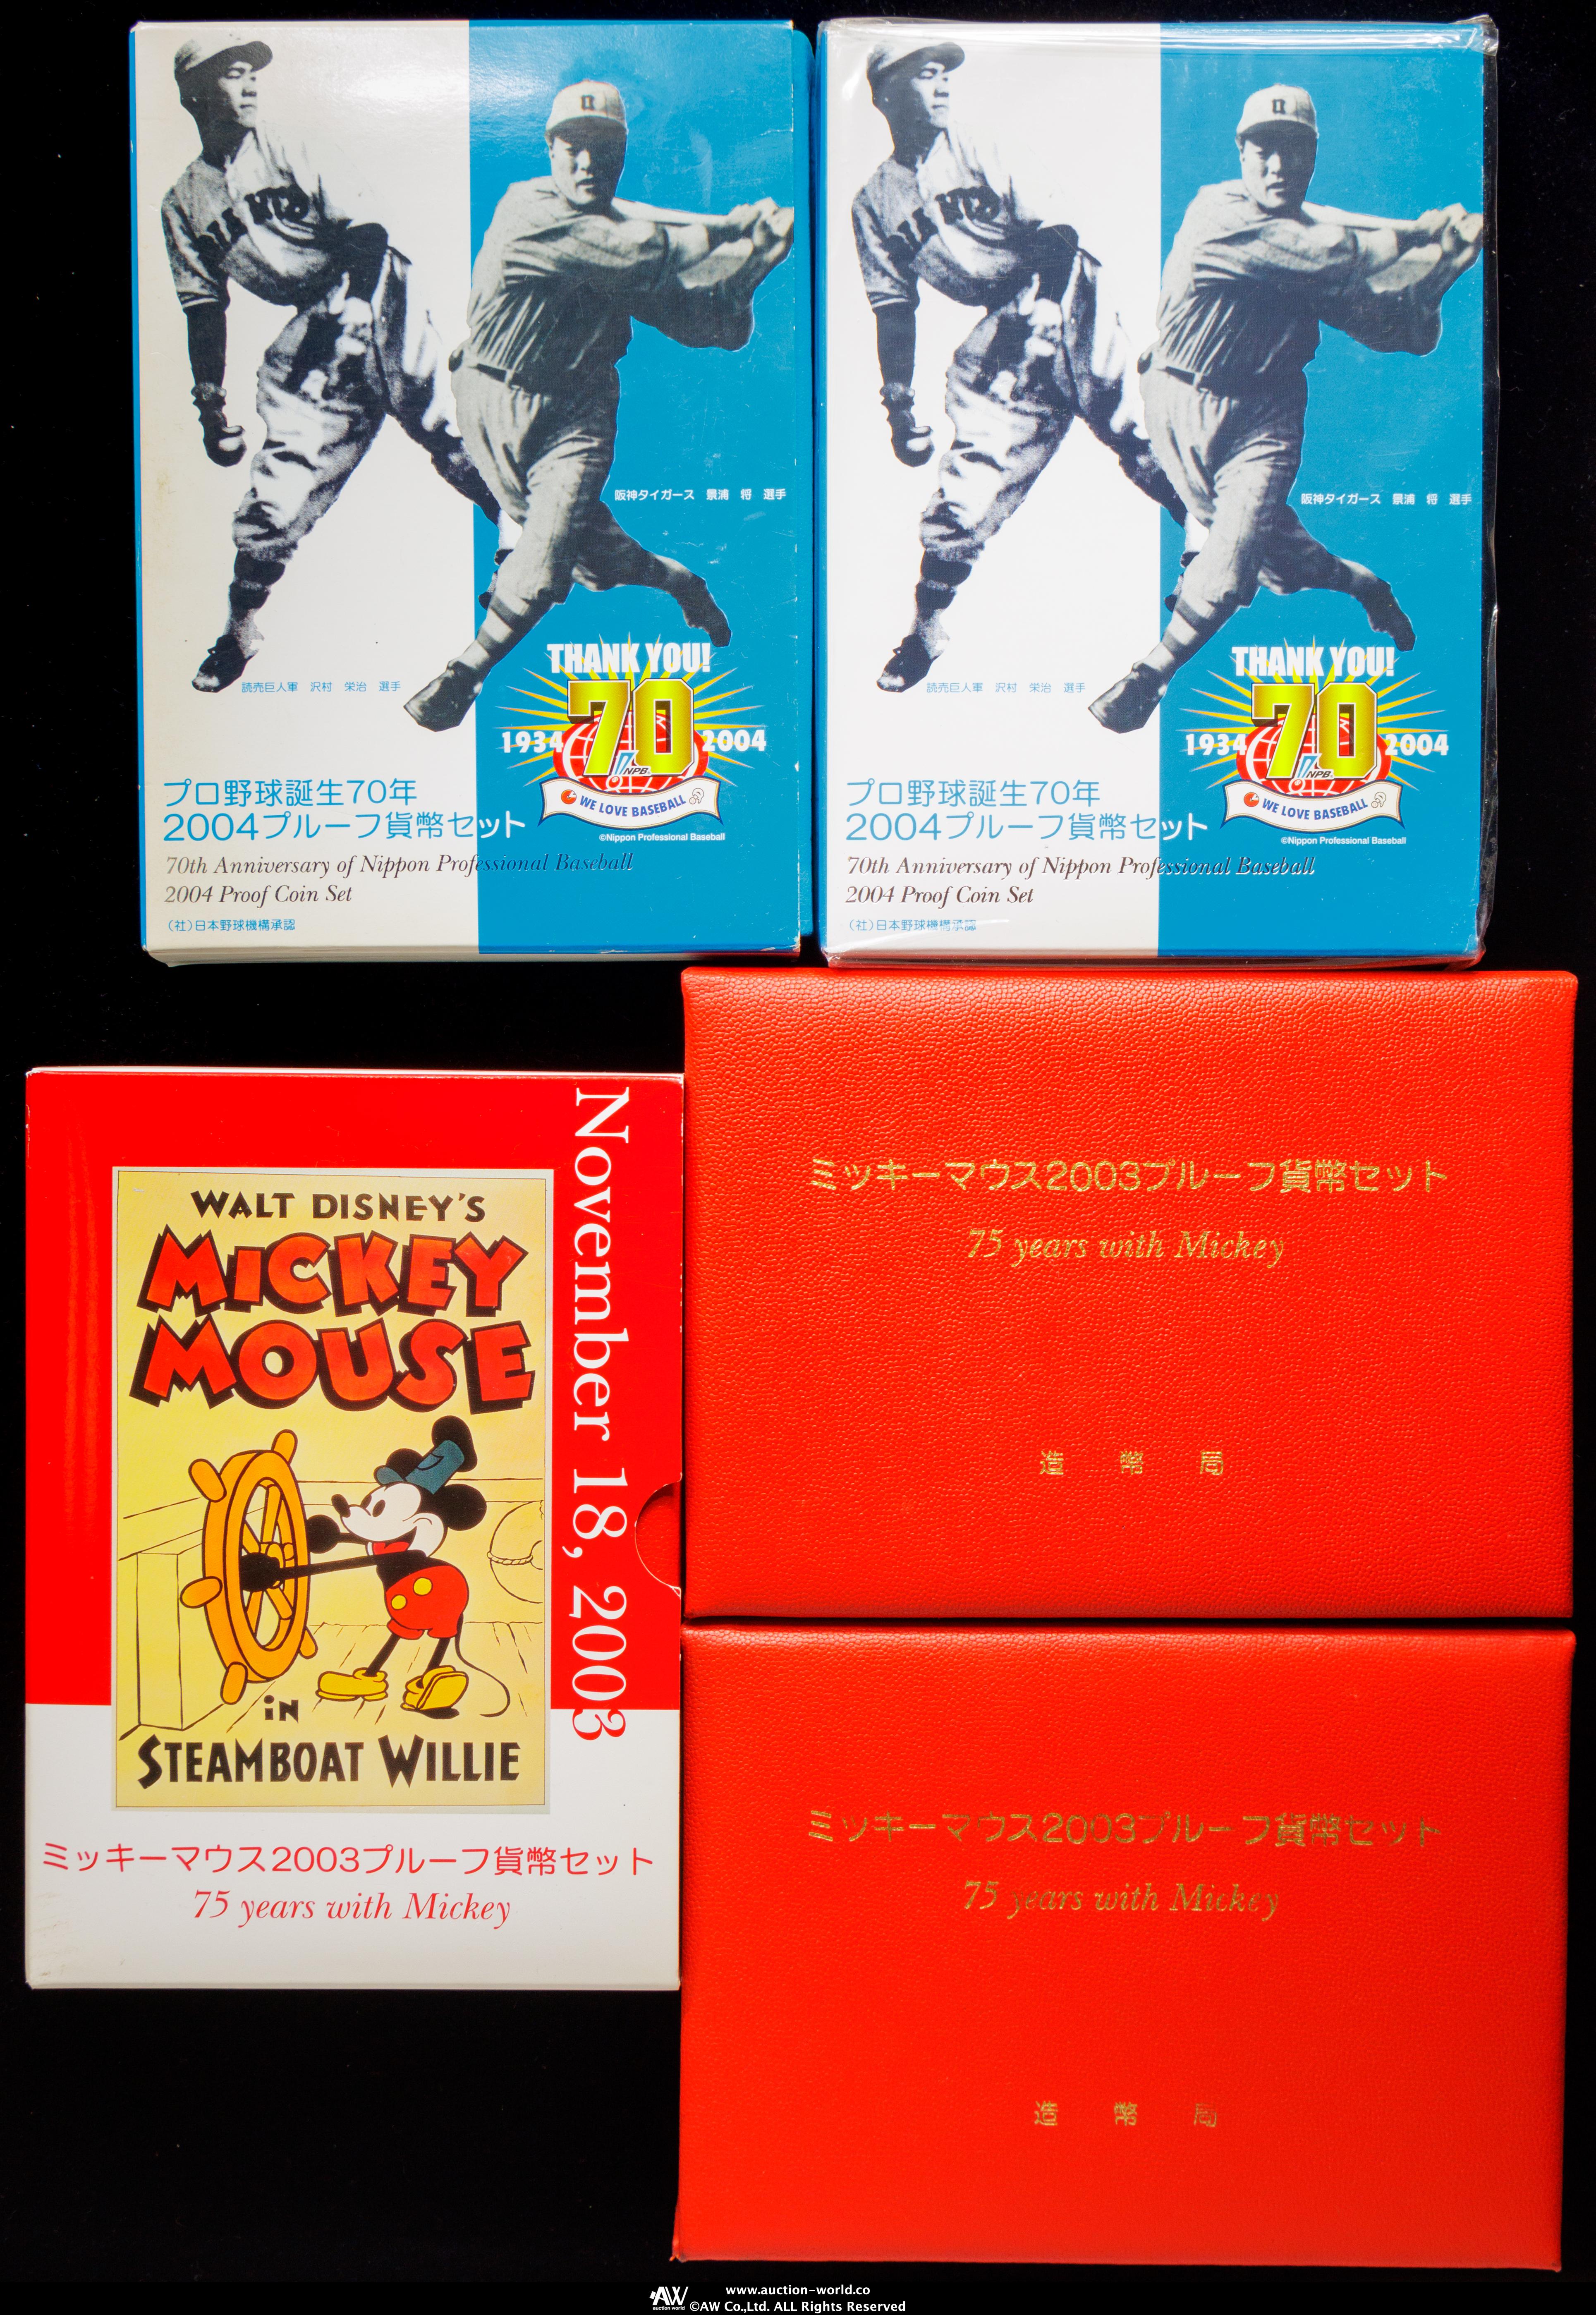 阪神タイガース 景浦 将 選手
読売巨人軍 沢村 栄治 選手
THANK YOU!
70
1934 2004
NPB.
WE LOVE BASEBALL
©Nippon Professional Baseball
プロ野球誕生70年
2004プルーフ貨幣セット
70th Anniversary of Nippon Professional Baseball
2004 Proof Coin Set
(社)日本野球機構承認
阪神タイガース 景浦 将 選手
読売巨人軍 沢村 栄治 選手
THANK YOU!
70
1934 2004
NPB.
WE LOVE BASEBALL
©Nippon Professional Baseball
プロ野球誕生70年
2004プルーフ貨幣セット
70th Anniversary of Nippon Professional Baseball
2004 Proof Coin Set
(社)日本野球機構承認
November 18, 2003
WALT DISNEY'S
MICKEY
MOUSE
iN
STEAMBOAT WILLIE
ミッキーマウス2003プルーフ貨幣セット
75 years with Mickey
ミッキーマウス2003プルーフ貨幣セット
75 years with Mickey
造幣局
ミッキーマウス2003プルーフ貨幣セット
75 years with Mickey
造幣局
AW
auction world
www.auction-world.co
©AW Co.,Ltd. ALL Rights Reserved